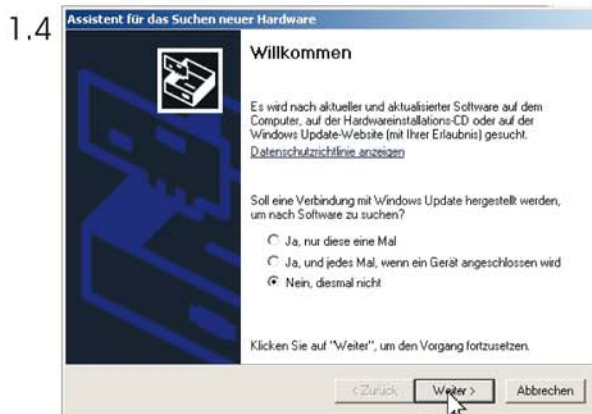 1.4
Assistent für das Suchen neuer Hardware
Willkommen
Es wird nach aktueller und aktualisierter Software auf dem
Computer, auf der Hardwareinstallations-CD oder auf der
Windows Update-Website (mit Ihrer Erlaubnis) gesucht.
Datenschutzrichtlinie anzeigen
Soll eine Verbindung mit Windows Update hergestellt werden,
um nach Software zu suchen?
Ja, nur diese eine Mal
Ja, und jedes Mal, wenn ein Gerät angeschlossen wird
Nein, diesmal nicht
Klicken Sie auf "Weiter", um den Vorgang fortzusetzen.
< Zurück Weiter > Abbrechen